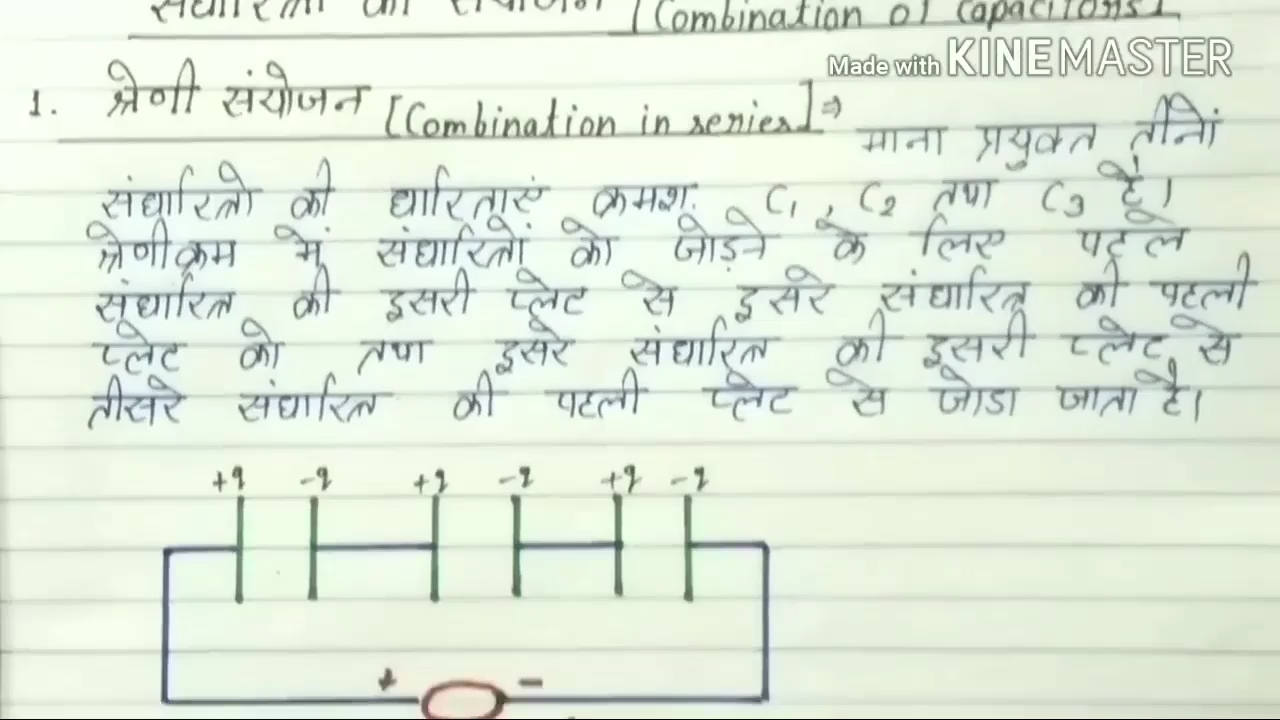 संधारित्रों का संयोजन [Combination of Capacitors]
Made with KINEMASTER
1. श्रेणी संयोजन [Combination in series] ⇒
माना प्रयुक्त तीनों
संधारित्रो की धारिताएं क्रमश: C1 , C2 तथा C3 है।
श्रेणीक्रम में संधारित्रों को जोड़ने के लिए पहले
संधारित्र की दूसरी प्लेट से दूसरे संधारित्र की पहली
प्लेट को तथा दूसरे संधारित्र की दूसरी प्लेट से
तीसरे संधारित्र की पहली प्लेट से जोडा जाता है।
+q -q +q -q +q -q
+ -